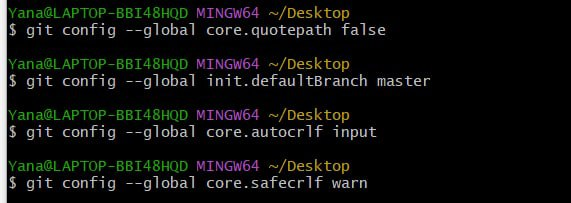 Yana@LAPTOP-BBI48HQD MINGW64 ~/Desktop
$ git config --global core.quotepath false
Yana@LAPTOP-BBI48HQD MINGW64 ~/Desktop
$ git config --global init.defaultBranch master
Yana@LAPTOP-BBI48HQD MINGW64 ~/Desktop
$ git config --global core.autocrlf input
Yana@LAPTOP-BBI48HQD MINGW64 ~/Desktop
$ git config --global core.safecrlf warn